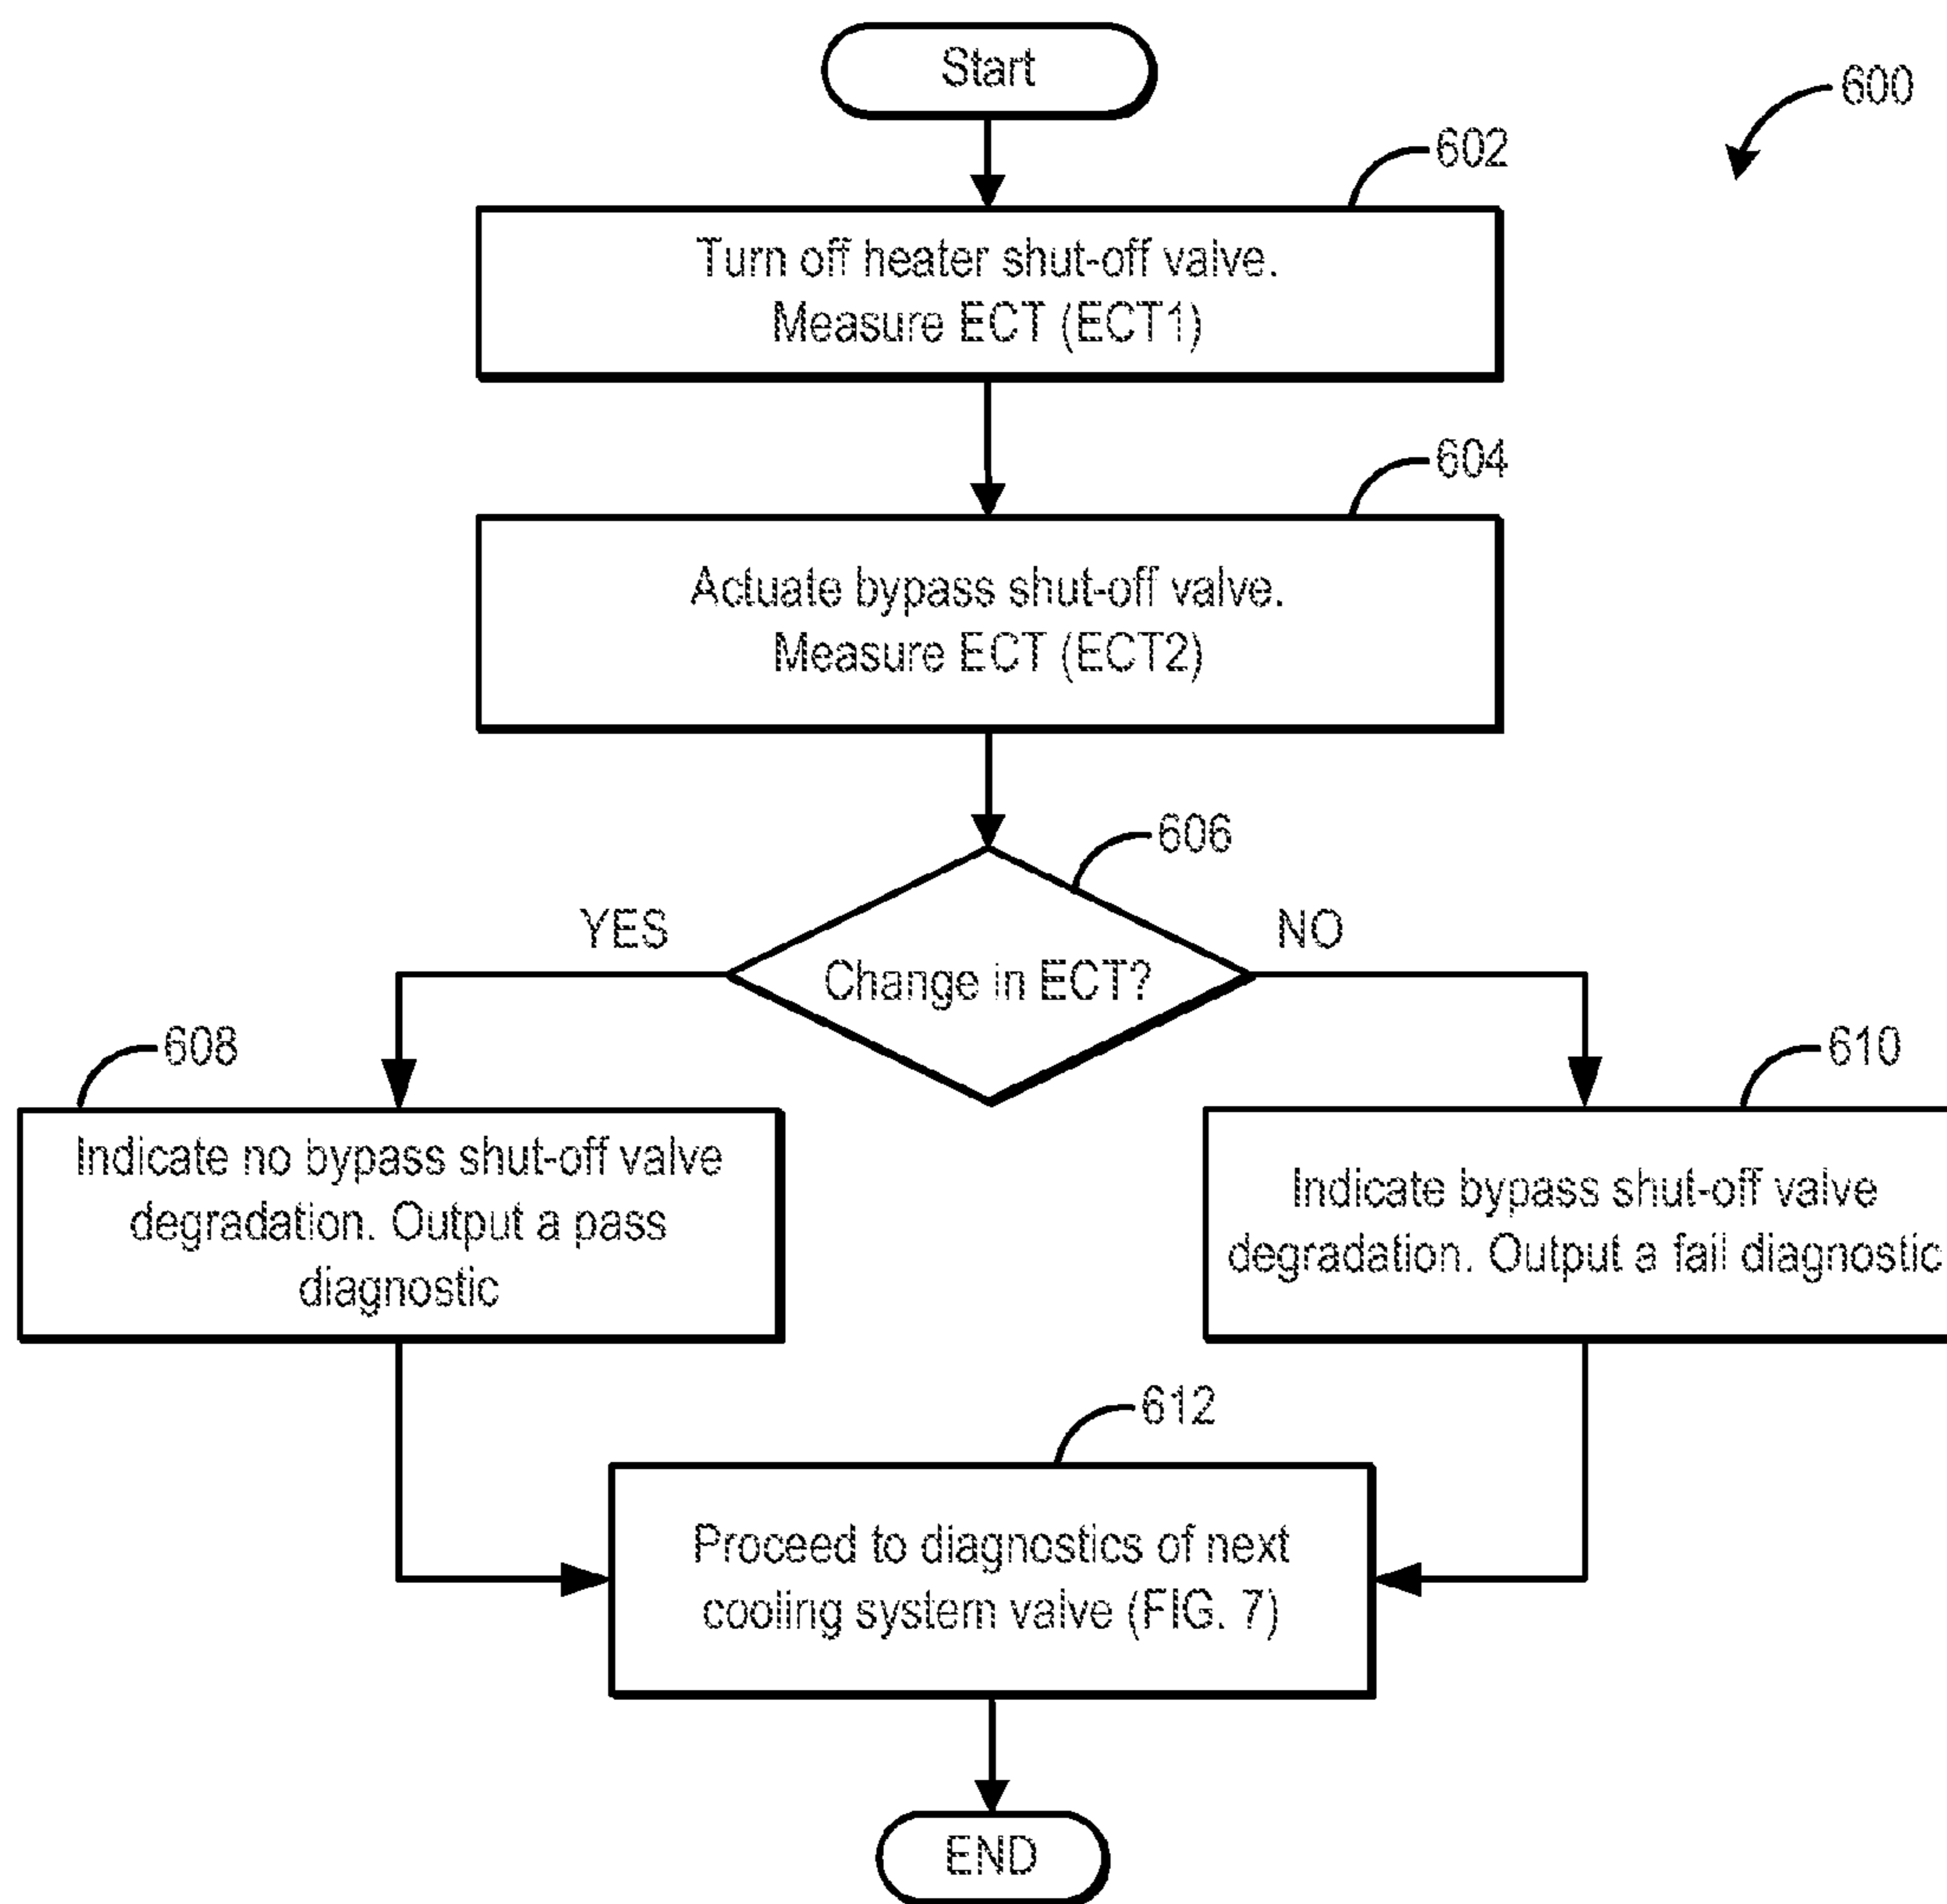 Start
600
602
Turn off heater shut-off valve.
Measure ECT (ECT1)
604
Actuate bypass shut-off valve.
Measure ECT (ECT2)
606
YES
NO
Change in ECT?
608
610
Indicate no bypass shut-off valve
degradation. Output a pass
diagnostic
Indicate bypass shut-off valve
degradation. Output a fail diagnostic
612
Proceed to diagnostics of next
cooling system valve (FIG. 7)
END